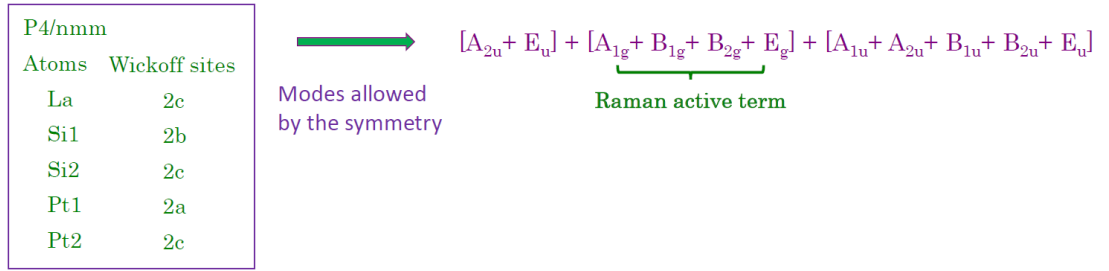 P4/nmm
Atoms Wickoff sites
La 2c
Si1 2b
Si2 2c
Pt1 2a
Pt2 2c
Modes allowed
by the symmetry
[A2u+ Eu] + [A1g+ B1g+ B2g+ Eg] + [A1u+ A2u+ B1u+ B2u+ Eu]
Raman active term